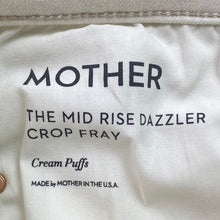 MOTHER
THE MID RISE DAZZLER
CROP FRAY
Cream Puffs
MADE by MOTHER IN THE U.S.A.